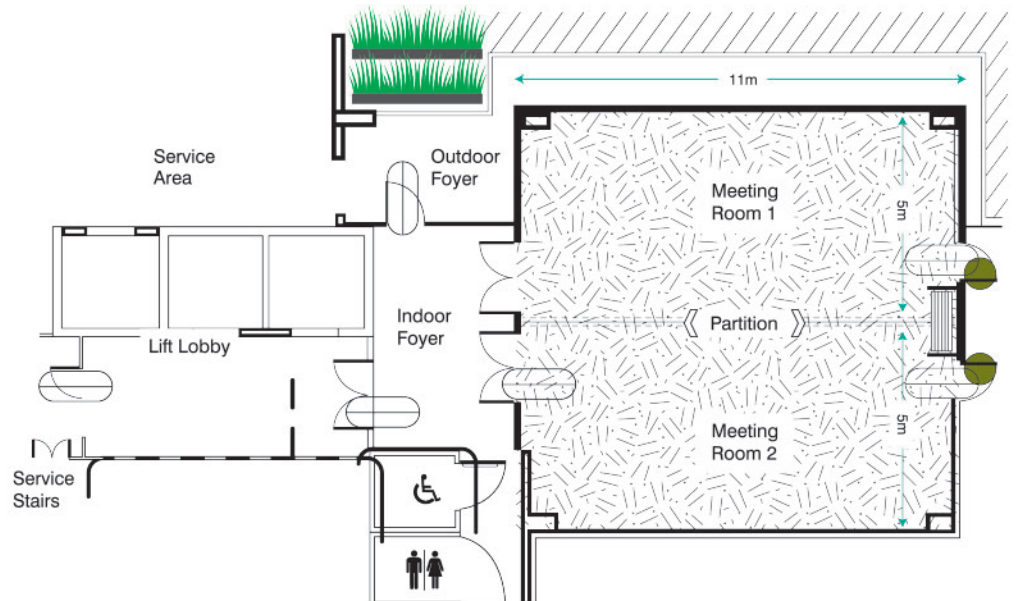 11m
Service
Area
Outdoor
Foyer
Meeting
Room 1
5m
Indoor
Foyer
Partition
Lift Lobby
5m
Meeting
Room 2
Service
Stairs